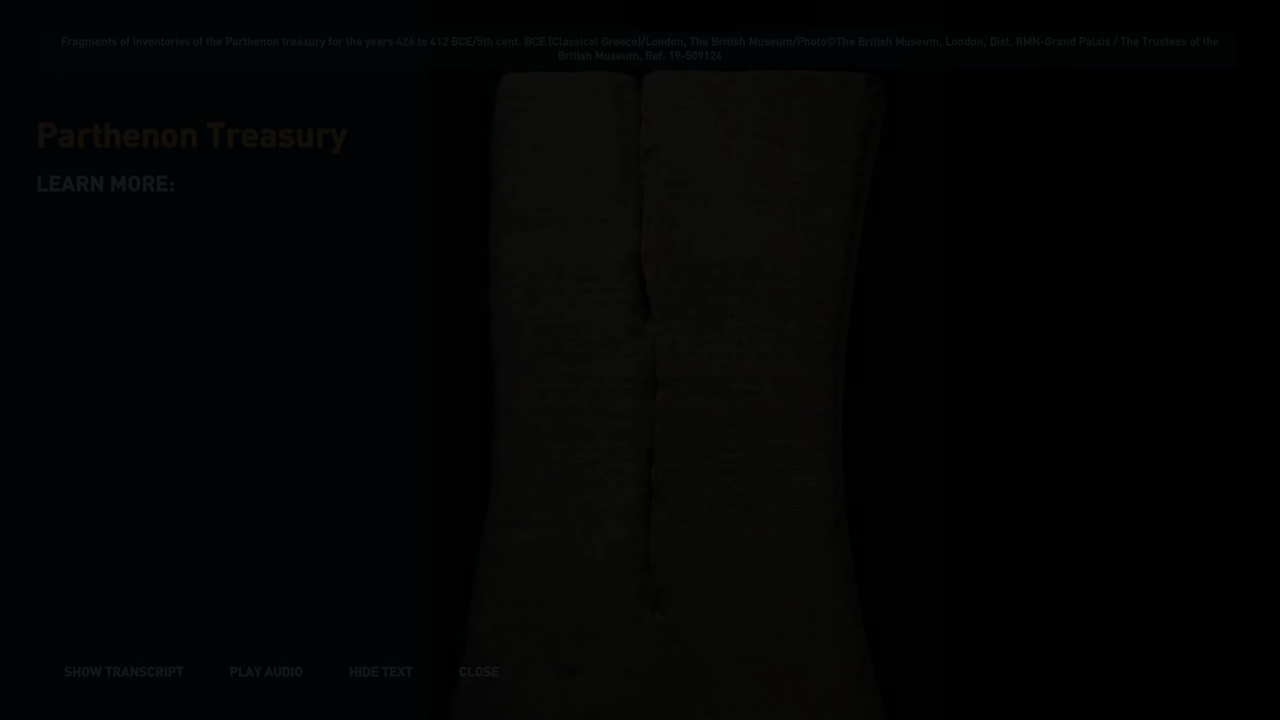 Fragments of inventories of the Parthenon treasury for the years 426 to 412 BCE/5th cent. BCE (Classical Greece)/London, The British Museum/Photo©The British Museum, London, Dist. RMN-Grand Palais / The Trustees of the
British Museum, Ref. 19-509124
Parthenon Treasury
LEARN MORE:
SHOW TRANSCRIPT PLAY AUDIO HIDE TEXT CLOSE